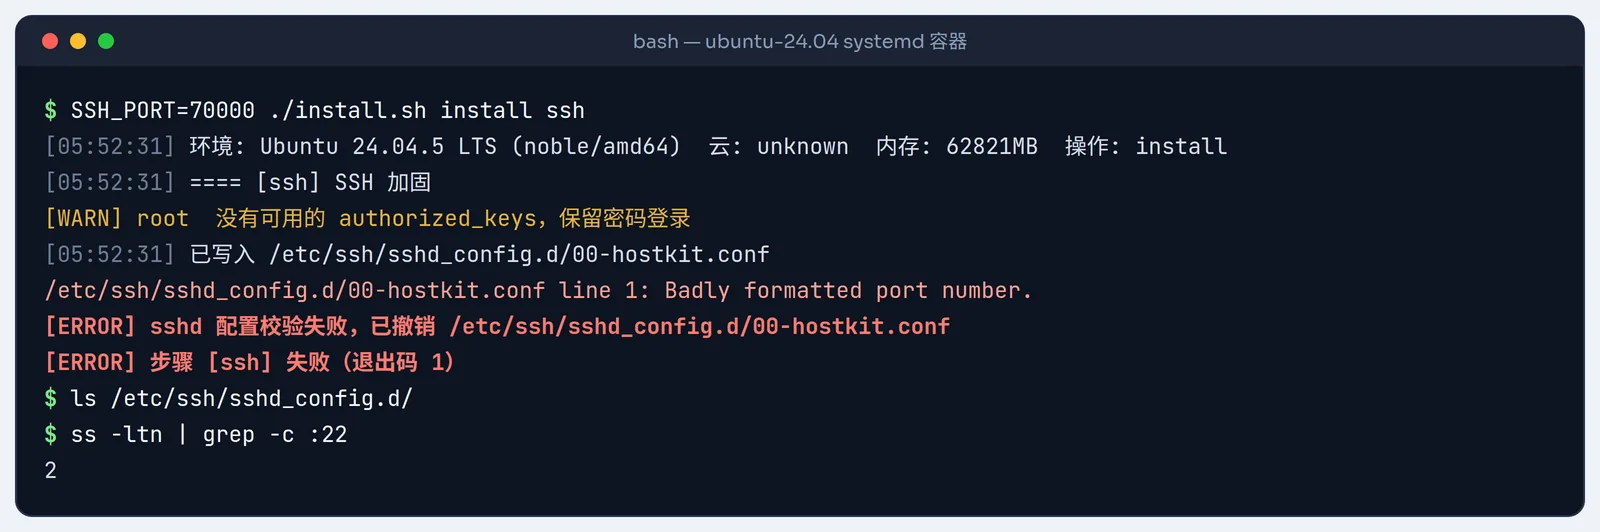 bash — ubuntu-24.04 systemd 容器
$ SSH_PORT=70000 ./install.sh install ssh
[05:52:31] 环境: Ubuntu 24.04.5 LTS (noble/amd64)  云: unknown  内存: 62821MB  操作: install
[05:52:31] ==== [ssh] SSH 加固
[WARN] root  没有可用的 authorized_keys，保留密码登录
[05:52:31] 已写入 /etc/ssh/sshd_config.d/00-hostkit.conf
/etc/ssh/sshd_config.d/00-hostkit.conf line 1: Badly formatted port number.
[ERROR] sshd 配置校验失败，已撤销 /etc/ssh/sshd_config.d/00-hostkit.conf
[ERROR] 步骤 [ssh] 失败（退出码 1）
$ ls /etc/ssh/sshd_config.d/
$ ss -ltn | grep -c :22
2